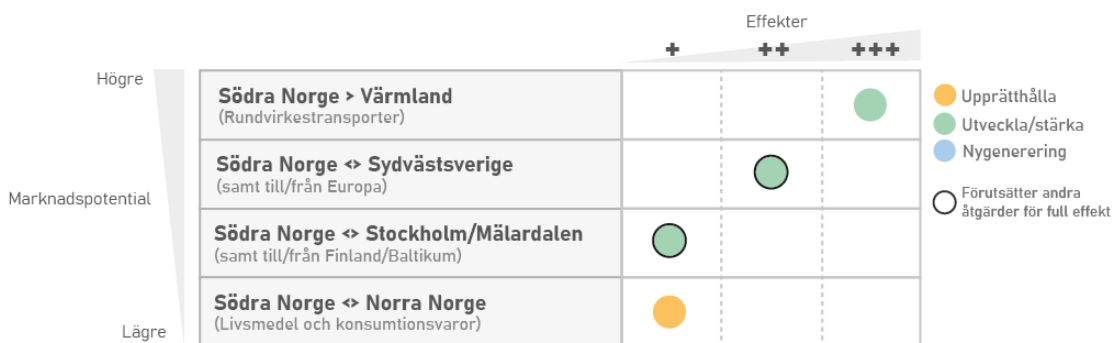 Effekter
+ ++ +++
Högre
Södra Norge > Värmland
(Rundvirkestransporter)
Upprätthålla
Utveckla/stärka
Nygenerering
Södra Norge <> Sydvästsverige
(samt till/från Europa)
Marknadspotential
Förutsätter andra
åtgärder för full effekt
Södra Norge <> Stockholm/Mälardalen
(samt till/från Finland/Baltikum)
Södra Norge <> Norra Norge
(Livsmedel och konsumtionsvaror)
Lägre